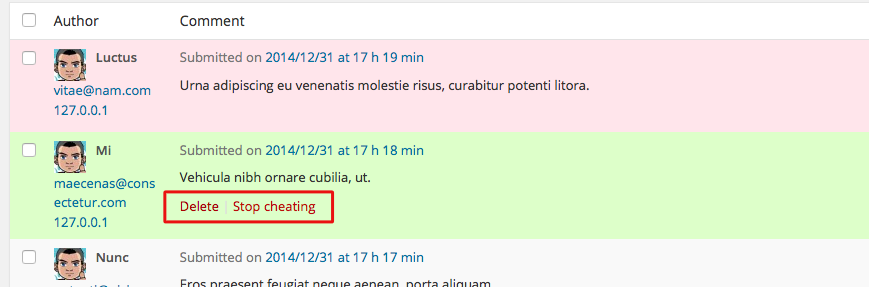 Author Comment
Luctus Submitted on 2014/12/31 at 17 h 19 min
vitae@nam.com Urna adipiscing eu venenatis molestie risus, curabitur potenti litora.
127.0.0.1
Mi Submitted on 2014/12/31 at 17 h 18 min
maecenas@cons Vehicula nibh ornare cubilia, ut.
ectetur.com Delete | Stop cheating
127.0.0.1
Nunc Submitted on 2014/12/31 at 17 h 17 min
Eros praesent feugiat neque aenean, porta aliquam